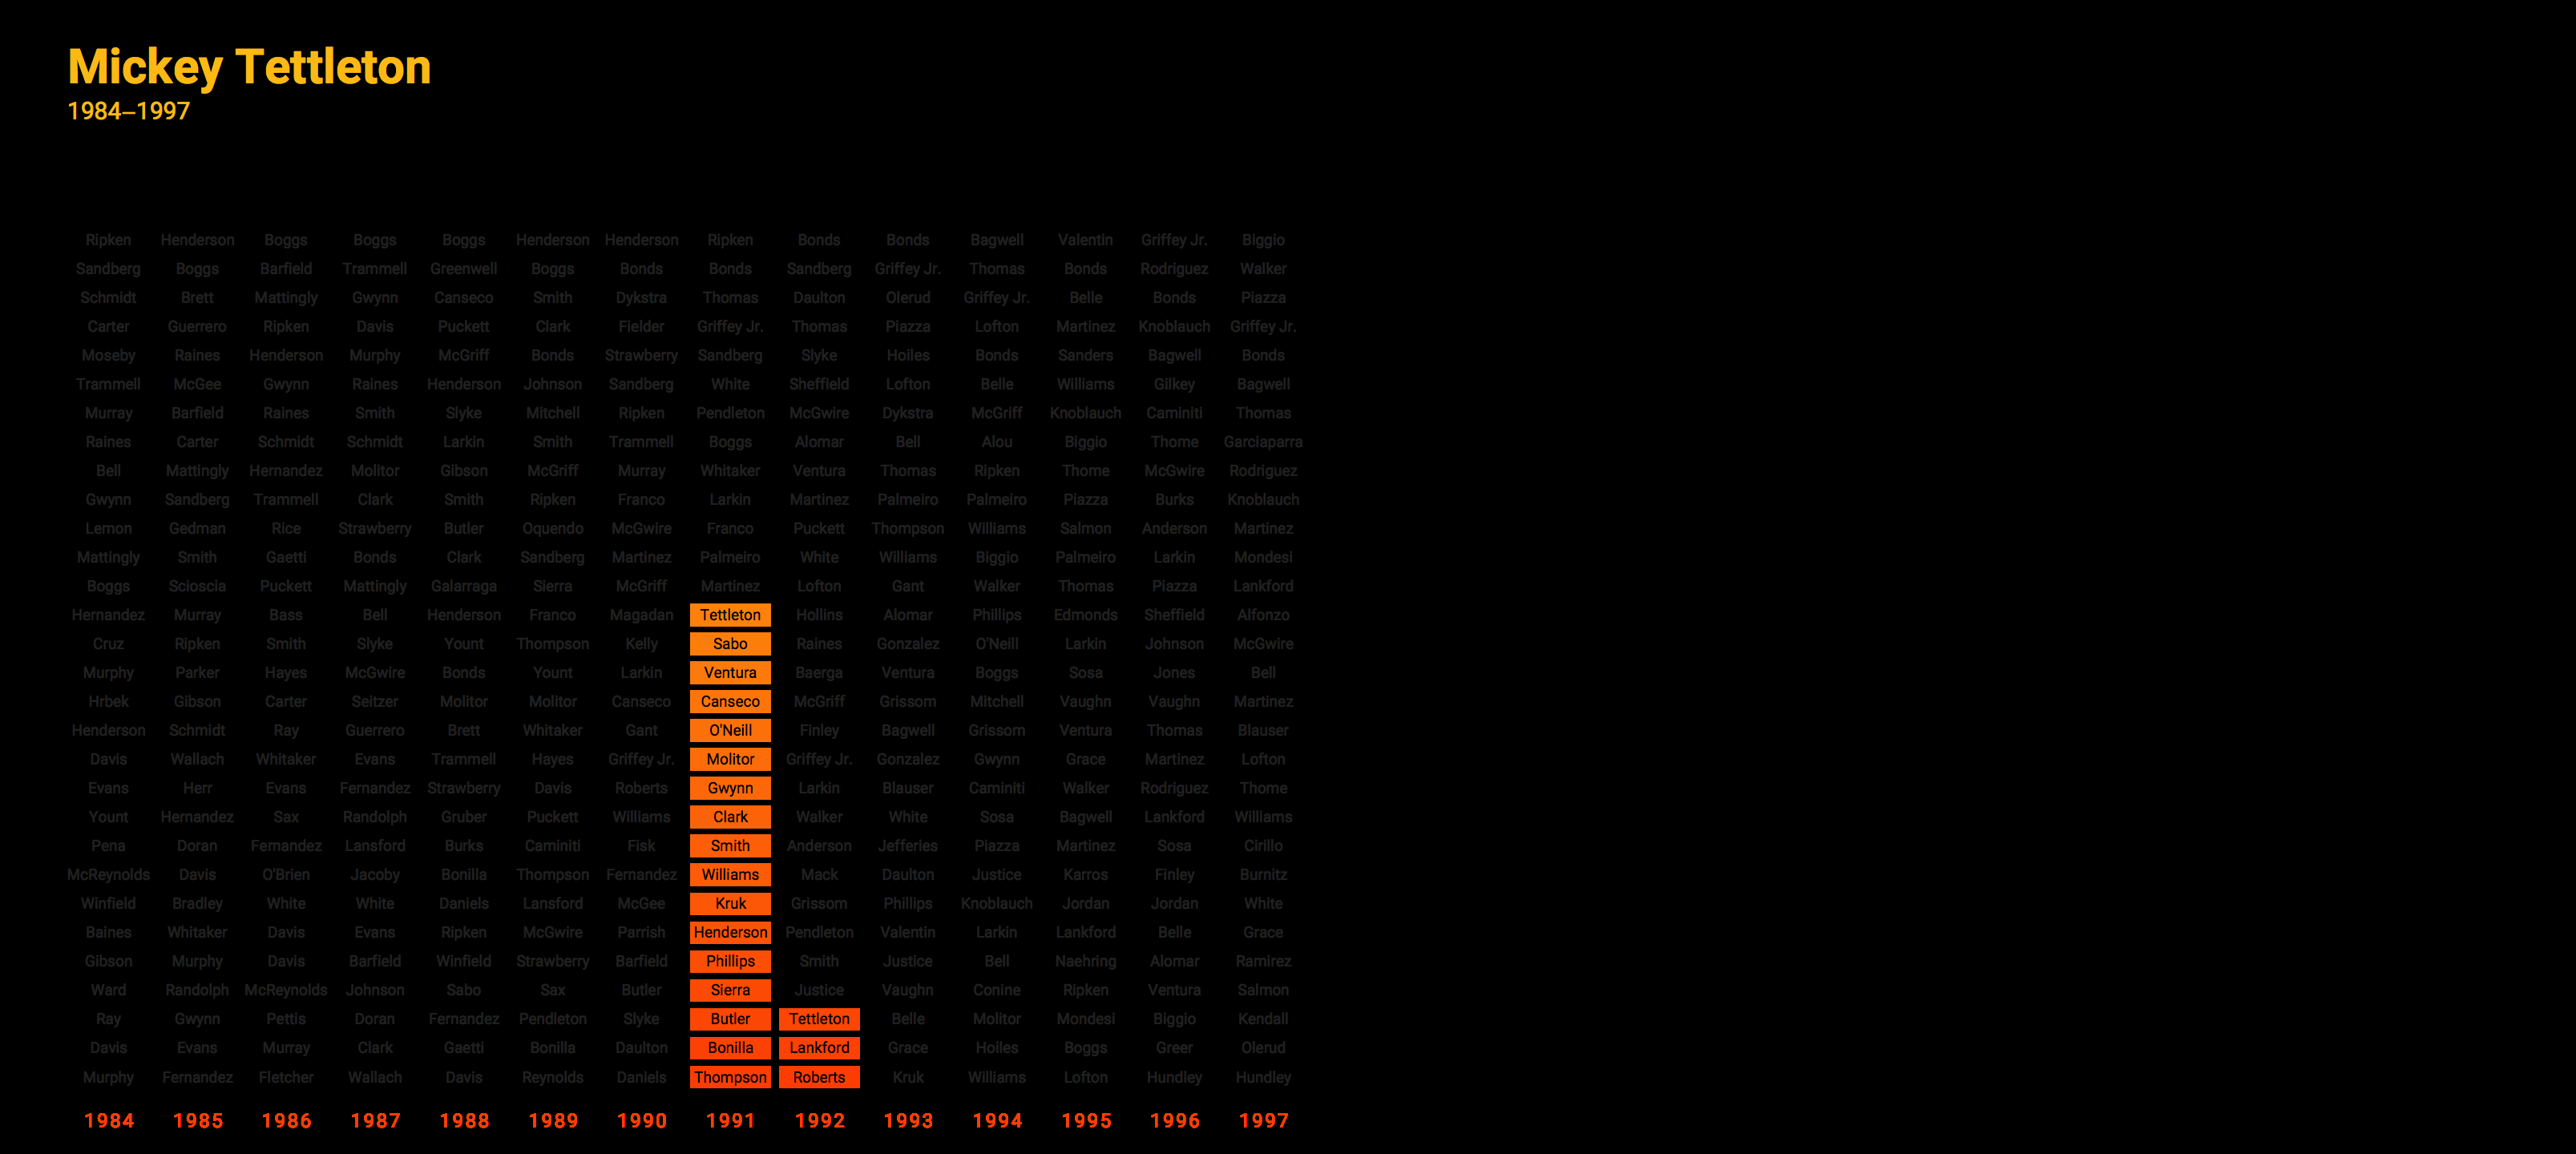 Mickey Tettleton
1984–1997
Ripken Henderson Boggs Boggs Boggs Henderson Henderson Ripken Bonds Bonds Bagwell Valentin Griffey Jr. Biggio
Sandberg Boggs Barfield Trammell Greenwell Boggs Bonds Bonds Sandberg Griffey Jr. Thomas Bonds Rodriguez Walker
Schmidt Brett Mattingly Gwynn Canseco Smith Dykstra Thomas Daulton Olerud Griffey Jr. Belle Bonds Piazza
Carter Guerrero Ripken Davis Puckett Clark Fielder Griffey Jr. Thomas Piazza Lofton Martinez Knoblauch Griffey Jr.
Moseby Raines Henderson Murphy McGriff Bonds Strawberry Sandberg Slyke Hoiles Bonds Sanders Bagwell Bonds
Trammell McGee Gwynn Raines Henderson Johnson Sandberg White Sheffield Lofton Belle Williams Gilkey Bagwell
Murray Barfield Raines Smith Slyke Mitchell Ripken Pendleton McGwire Dykstra McGriff Knoblauch Caminiti Thomas
Raines Carter Schmidt Schmidt Larkin Smith Trammell Boggs Alomar Bell Alou Biggio Thome Garciaparra
Bell Mattingly Hernandez Molitor Gibson McGriff Murray Whitaker Ventura Thomas Ripken Thome McGwire Rodriguez
Gwynn Sandberg Trammell Clark Smith Ripken Franco Larkin Martinez Palmeiro Palmeiro Piazza Burks Knoblauch
Lemon Gedman Rice Strawberry Butler Oquendo McGwire Franco Puckett Thompson Williams Salmon Anderson Martinez
Mattingly Smith Gaetti Bonds Clark Sandberg Martinez Palmeiro White Williams Biggio Palmeiro Larkin Mondesi
Boggs Scioscia Puckett Mattingly Galarraga Sierra McGriff Martinez Lofton Gant Walker Thomas Piazza Lankford
Hernandez Murray Bass Bell Henderson Franco Magadan Tettleton Hollins Alomar Phillips Edmonds Sheffield Alfonzo
Cruz Ripken Smith Slyke Yount Thompson Kelly Sabo Raines Gonzalez O'Neill Larkin Johnson McGwire
Murphy Parker Hayes McGwire Bonds Yount Larkin Ventura Baerga Ventura Boggs Sosa Jones Bell
Hrbek Gibson Carter Seitzer Molitor Molitor Canseco Canseco McGriff Grissom Mitchell Vaughn Vaughn Martinez
Henderson Schmidt Ray Guerrero Brett Whitaker Gant O'Neill Finley Bagwell Grissom Ventura Thomas Blauser
Davis Wallach Whitaker Evans Trammell Hayes Griffey Jr. Molitor Griffey Jr. Gonzalez Gwynn Grace Martinez Lofton
Evans Herr Evans Fernandez Strawberry Davis Roberts Gwynn Larkin Blauser Caminiti Walker Rodriguez Thome
Yount Hernandez Sax Randolph Gruber Puckett Williams Clark Walker White Sosa Bagwell Lankford Williams
Pena Doran Fernandez Lansford Burks Caminiti Fisk Smith Anderson Jefferies Piazza Martinez Sosa Cirillo
McReynolds Davis O'Brien Jacoby Bonilla Thompson Fernandez Williams Mack Daulton Justice Karros Finley Burnitz
Winfield Bradley White White Daniels Lansford McGee Kruk Grissom Phillips Knoblauch Jordan Jordan White
Baines Whitaker Davis Evans Ripken McGwire Parrish Henderson Pendleton Valentin Larkin Lankford Belle Grace
Gibson Murphy Davis Barfield Winfield Strawberry Barfield Phillips Smith Justice Bell Naehring Alomar Ramirez
Ward Randolph McReynolds Johnson Sabo Sax Butler Sierra Justice Vaughn Conine Ripken Ventura Salmon
Ray Gwynn Pettis Doran Fernandez Pendleton Slyke Butler Tettleton Belle Molitor Mondesi Biggio Kendall
Davis Evans Murray Clark Gaetti Bonilla Daulton Bonilla Lankford Grace Hoiles Boggs Greer Olerud
Murphy Fernandez Fletcher Wallach Davis Reynolds Daniels Thompson Roberts Kruk Williams Lofton Hundley Hundley
1984 1985 1986 1987 1988 1989 1990 1991 1992 1993 1994 1995 1996 1997